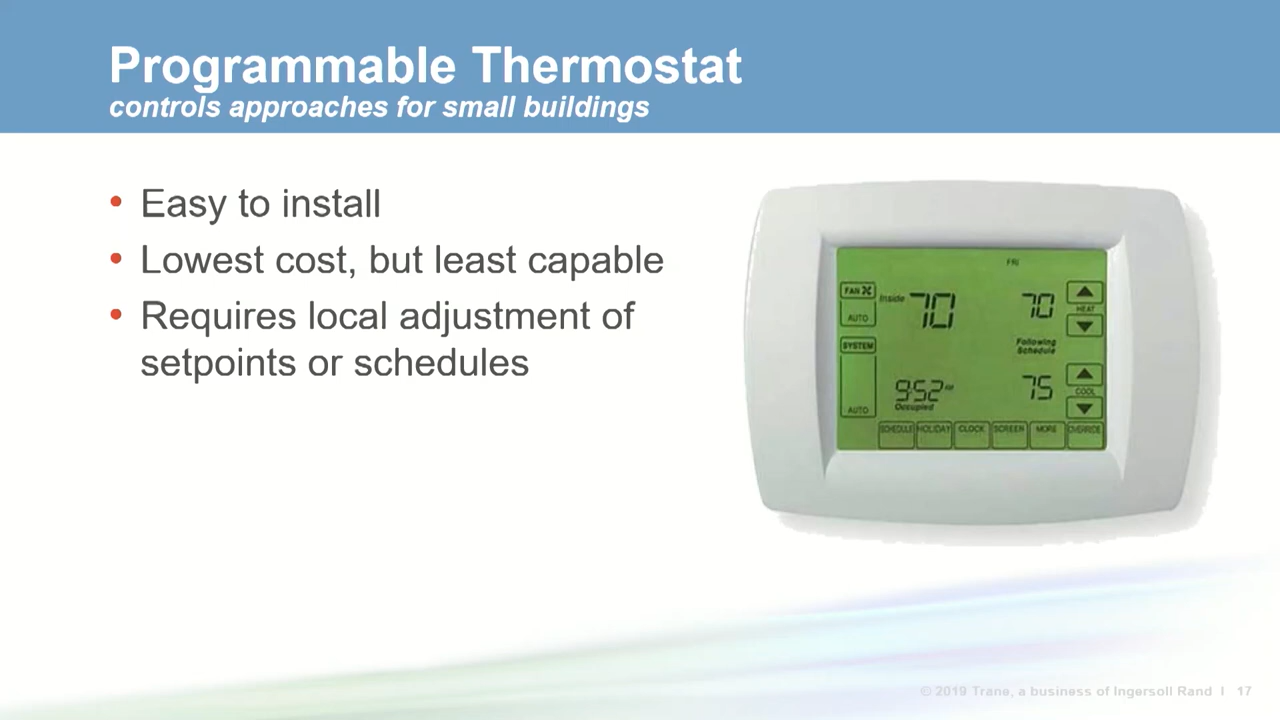 Programmable Thermostat
controls approaches for small buildings
• Easy to install
• Lowest cost, but least capable
• Requires local adjustment of
setpoints or schedules
FRI
FAN
AUTO
Inside 70
70
HEAT
SYSTEM
Following
Schedule
AUTO
9:52 AM
Occupied
75
COOL
SCHEDULE HOLIDAY CLOCK SCREEN MORE OVERRIDE
© 2019 Trane, a business of Ingersoll Rand | 17